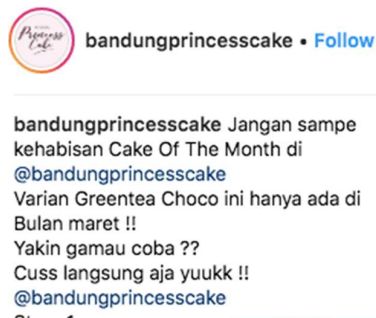 Princess
Cake
bandungprincesscake • Follow
bandungprincesscake Jangan sampe
kehabisan Cake Of The Month di
@bandungprincesscake
Varian Greentea Choco ini hanya ada di
Bulan maret !!
Yakin gamau coba ??
Cuss langsung aja yuukk !!
@bandungprincesscake